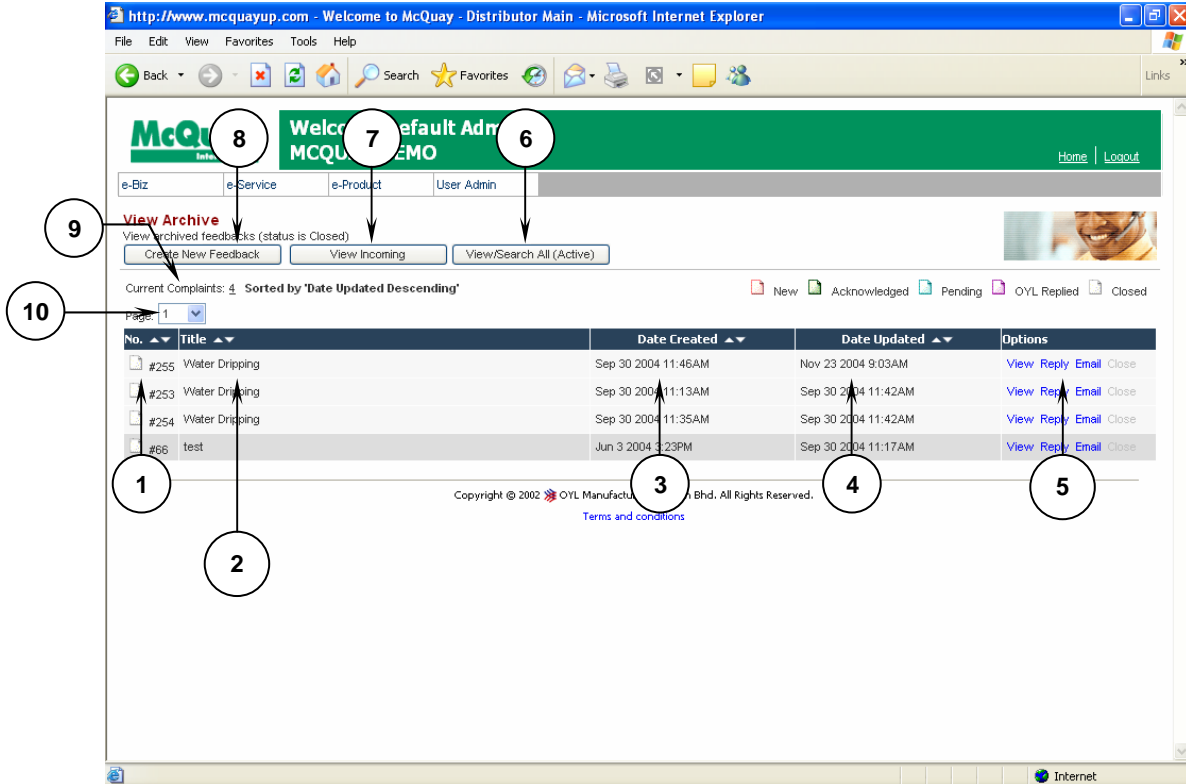 http://www.mcquayup.com - Welcome to McQuay - Distributor Main - Microsoft Internet Explorer
File Edit View Favorites Tools Help
Back Search Favorites Links
8 7 6
Home | Logout
e-Biz e-Service e-Product User Admin
9
View Archive
View archived feedbacks (status is Closed)
Create New Feedback View Incoming View/Search All (Active)
Current Complaints: 4 Sorted by 'Date Updated Descending'
New Acknowledged Pending OYL Replied Closed
10
Page: 1
No. Title Date Created Date Updated Options
#255 Water Dripping Sep 30 2004 11:46AM Nov 23 2004 9:03AM View Reply Email Close
#253 Water Dripping Sep 30 2004 11:13AM Sep 30 2004 11:42AM View Reply Email Close
#254 Water Dripping Sep 30 2004 11:35AM Sep 30 2004 11:42AM View Reply Email Close
#66 test Jun 3 2004 3:23PM Sep 30 2004 11:17AM View Reply Email Close
1 3 4 5
Copyright © 2002 OYL Bhd. All Rights Reserved.
Terms and conditions
2
Internet